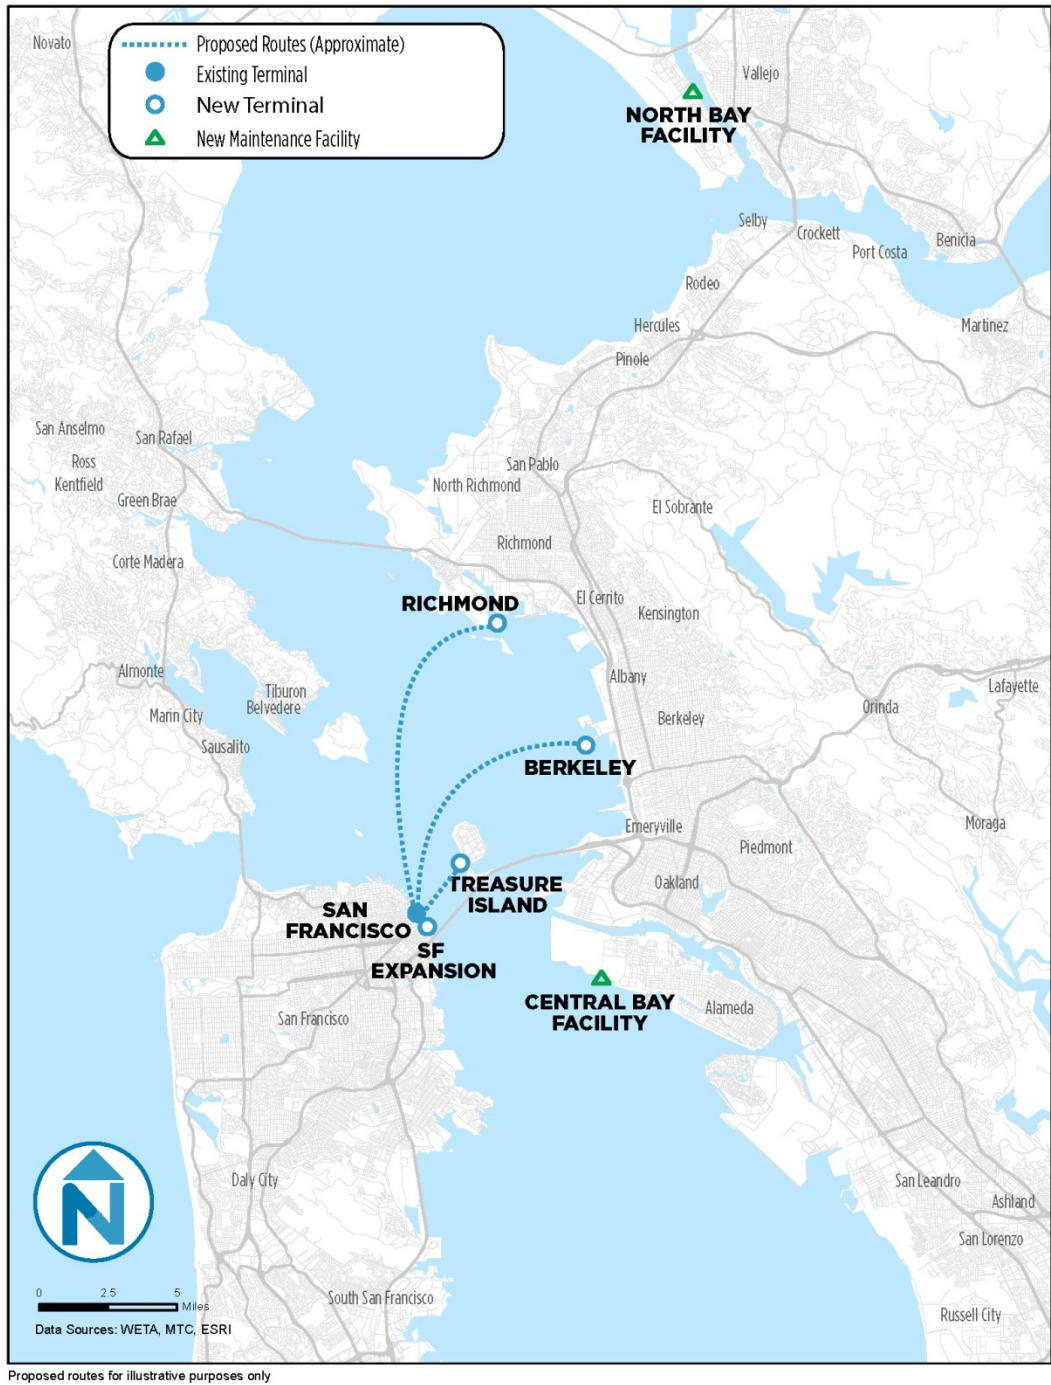 Novato
Proposed Routes (Approximate)
Existing Terminal
New Terminal
New Maintenance Facility
Vallejo
NORTH BAY
FACILITY
Selby
Crockett
Port Costa
Benicia
Rodeo
Hercules
Martinez
Pinole
San Anselmo
San Rafael
Ross
Kentfield
Green Brae
San Pablo
North Richmond
El Sobrante
Richmond
Corte Madera
RICHMOND
El Cerrito
Kensington
Almonte
Tiburon
Belvedere
Marin City
Sausalito
Albany
Berkeley
Orinda
Lafayette
BERKELEY
Moraga
Emeryville
Piedmont
Oakland
TREASURE
ISLAND
SAN
FRANCISCO
SF
EXPANSION
CENTRAL BAY
FACILITY
Alameda
San Francisco
N
Daly City
San Leandro
Ashland
San Lorenzo
South San Francisco
Russell City
0 2.5 5
Miles
Data Sources: WETA, MTC, ESRI
Proposed routes for illustrative purposes only